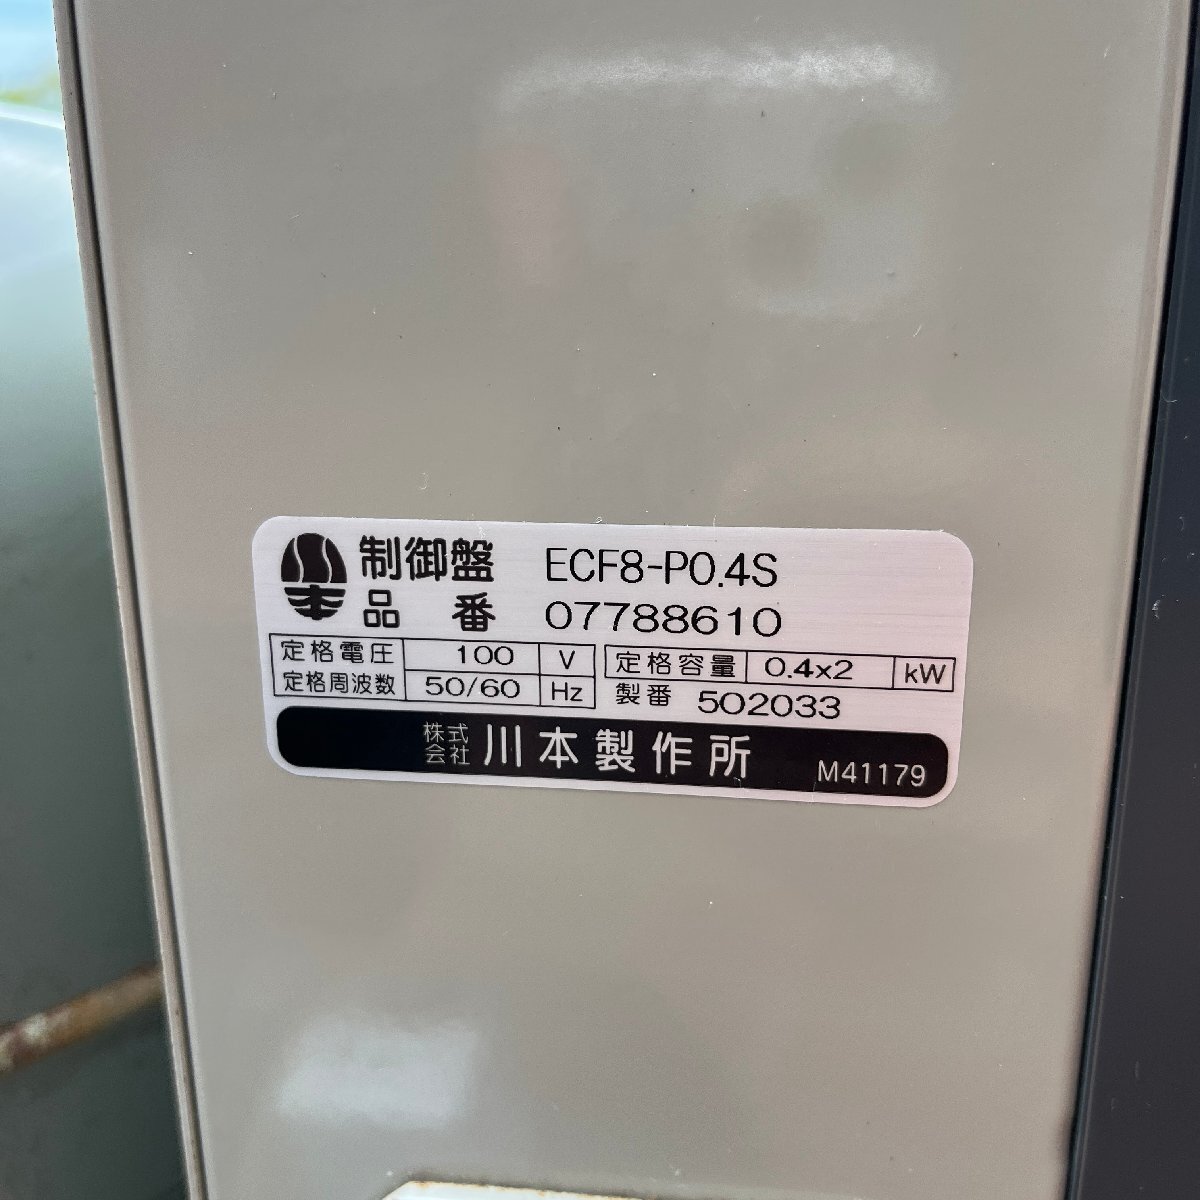 制御盤 ECF8-P0.4S
品番 07788610
定格電圧 100 V 定格容量 0.4x2 kW
定格周波数 50/60 Hz 製番 502033
株式会社 川本製作所 M41179